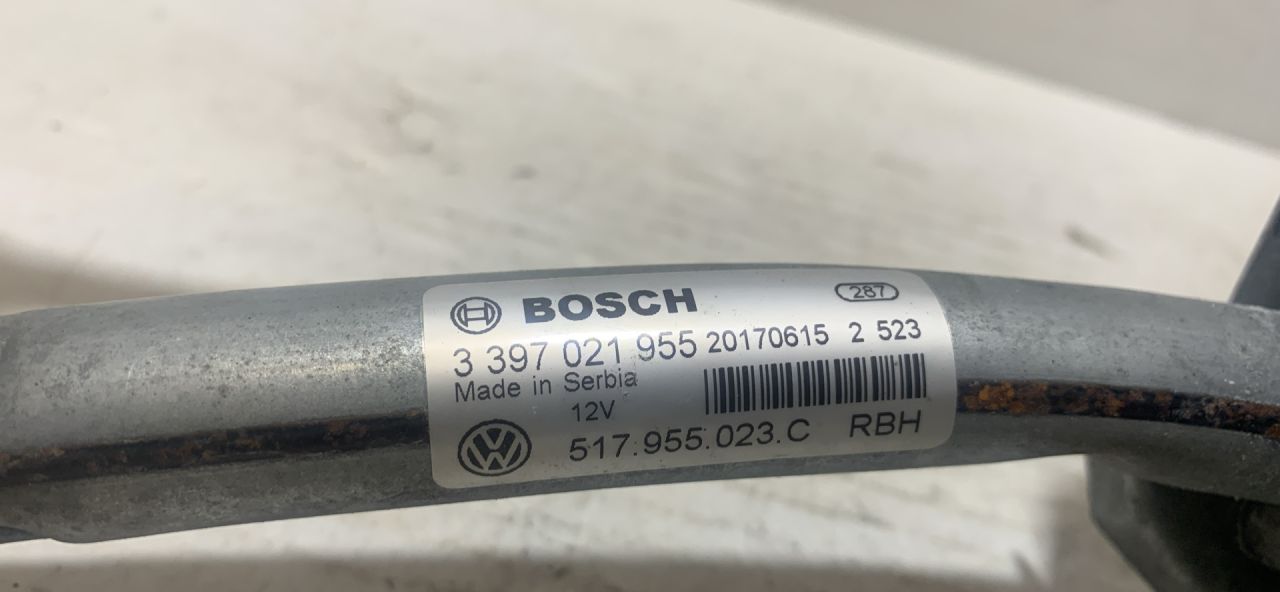 BOSCH 287
3 397 021 955 20170615 2 523
Made in Serbia
12V
517.955.023.C RBH